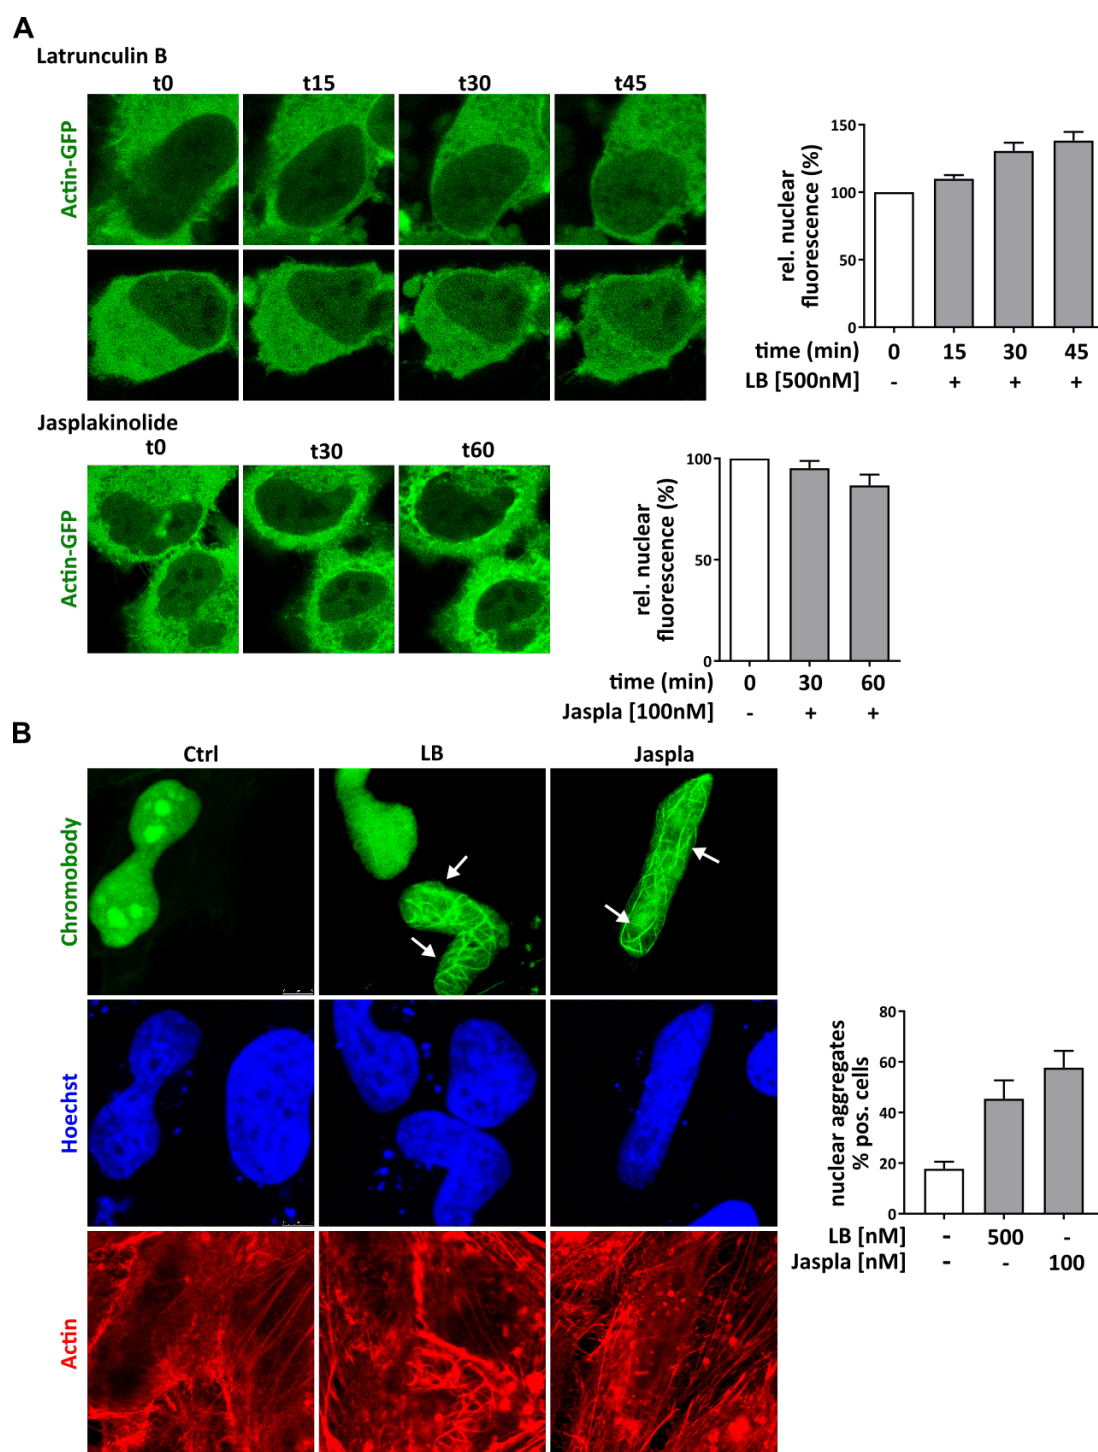 A
Latrunculin B
t0 t15 t30 t45
Actin-GFP
150
100
50
0
rel. nuclear
fluorescence (%)
time (min) 0 15 30 45
LB [500nM] - + + +
Jasplakinolide
t0 t30 t60
Actin-GFP
100
50
0
rel. nuclear
fluorescence (%)
time (min) 0 30 60
Jaspla [100nM] - + +
B
Ctrl LB Jaspla
Chromobody
Hoechst
Actin
80
60
40
20
0
nuclear aggregates
% pos. cells
LB [nM] - 500 -
Jaspla [nM] - - 100